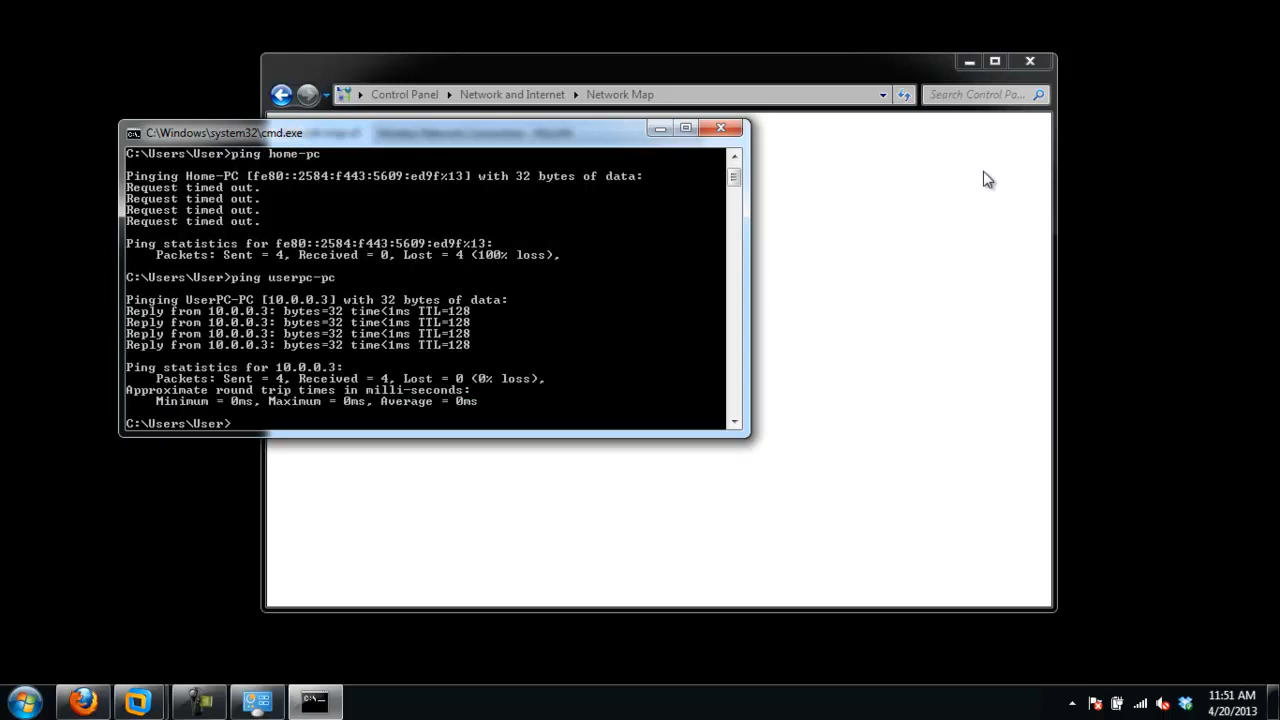 Control Panel Network and Internet Network Map
Search Control Pa...
C:\Windows\system32\cmd.exe
C:\Users\User>ping home-pc
Pinging Home-PC [fe80::2584:f443:5609:ed9f%13] with 32 bytes of data:
Request timed out.
Request timed out.
Request timed out.
Request timed out.
Ping statistics for fe80::2584:f443:5609:ed9f%13:
Packets: Sent = 4, Received = 0, Lost = 4 (100% loss),
C:\Users\User>ping userpc-pc
Pinging UserPC-PC [10.0.0.3] with 32 bytes of data:
Reply from 10.0.0.3: bytes=32 time<1ms TTL=128
Reply from 10.0.0.3: bytes=32 time<1ms TTL=128
Reply from 10.0.0.3: bytes=32 time<1ms TTL=128
Reply from 10.0.0.3: bytes=32 time<1ms TTL=128
Ping statistics for 10.0.0.3:
Packets: Sent = 4, Received = 4, Lost = 0 (0% loss),
Approximate round trip times in milli-seconds:
Minimum = 0ms, Maximum = 0ms, Average = 0ms
C:\Users\User>
11:51 AM
4/20/2013